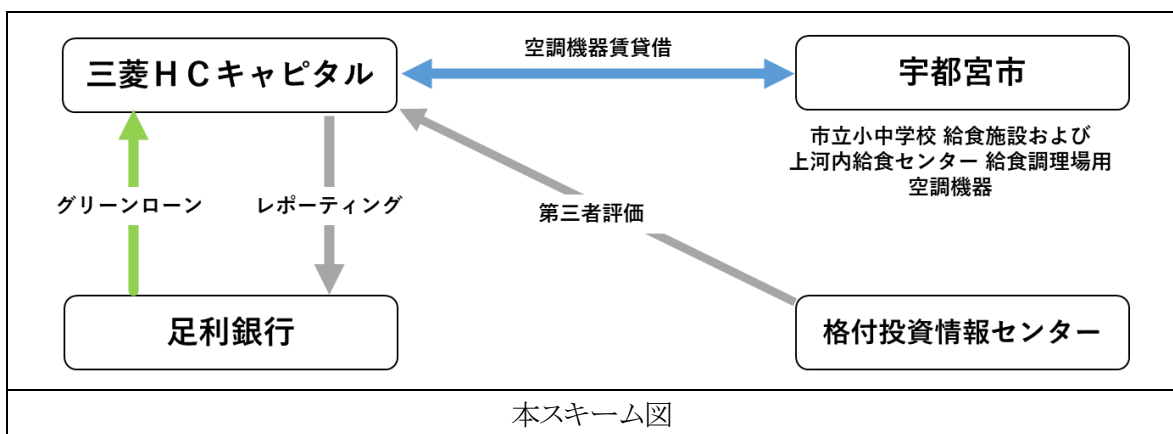 空調機器賃貸借
三菱HCキャピタル
宇都宮市
市立小中学校 給食施設および
上河内給食センター 給食調理場用
空調機器
グリーンローン
レポーティング
第三者評価
足利銀行
格付投資情報センター
本スキーム図